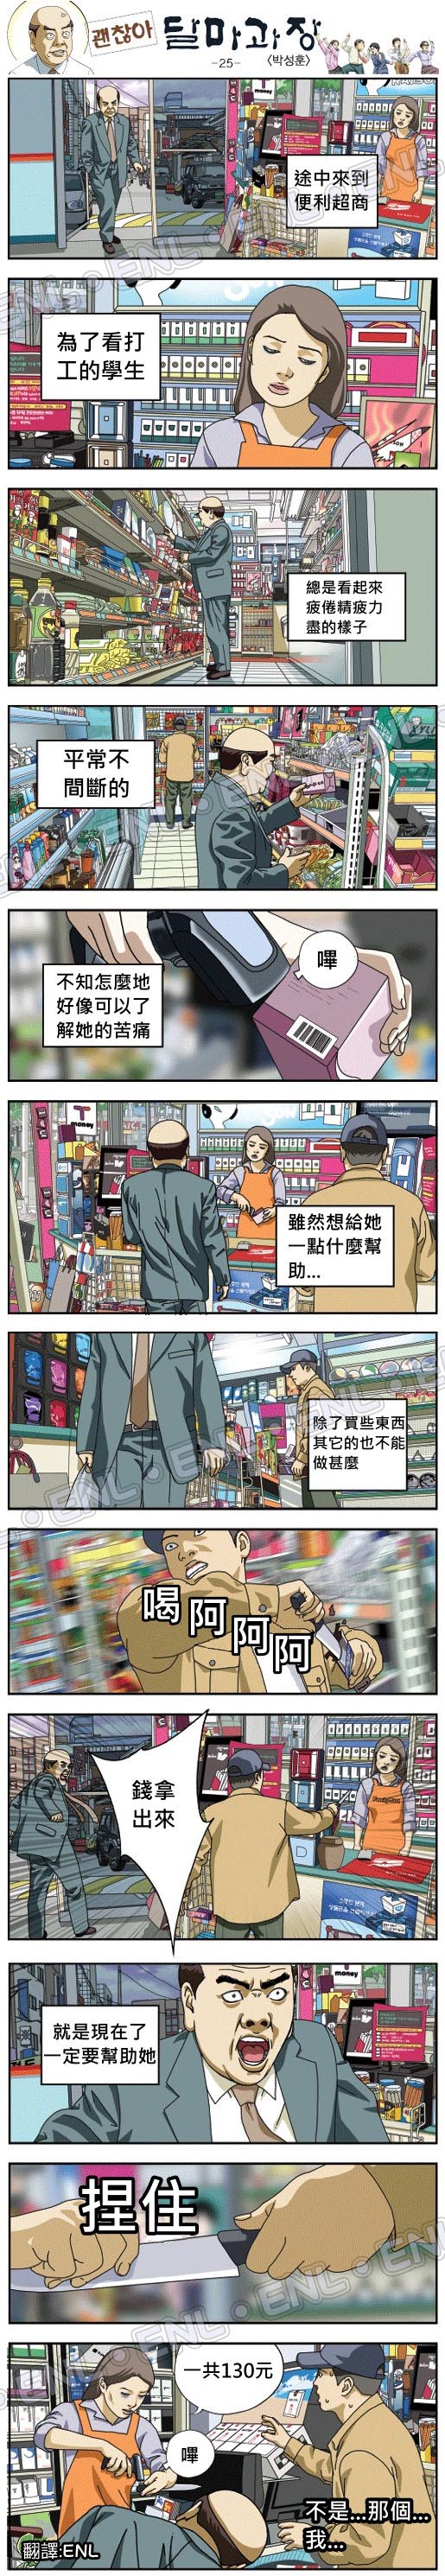 괜찮아
달마과장
-25-
〈박성훈〉
money
途中來到
便利超商
為了看打
工的學生
總是看起來
疲倦精疲力
盡的樣子
平常不
間斷的
不知怎麼地
好像可以了
解她的苦痛
嗶
T
money
雖然想給她
一點什麼幫
助...
除了買些東西
其它的也不能
做甚麼
喝阿阿阿
錢拿
出來
就是現在了
一定要幫助她
money
捏住
一共130元
嗶
不是...那個...
我...
翻譯:ENL